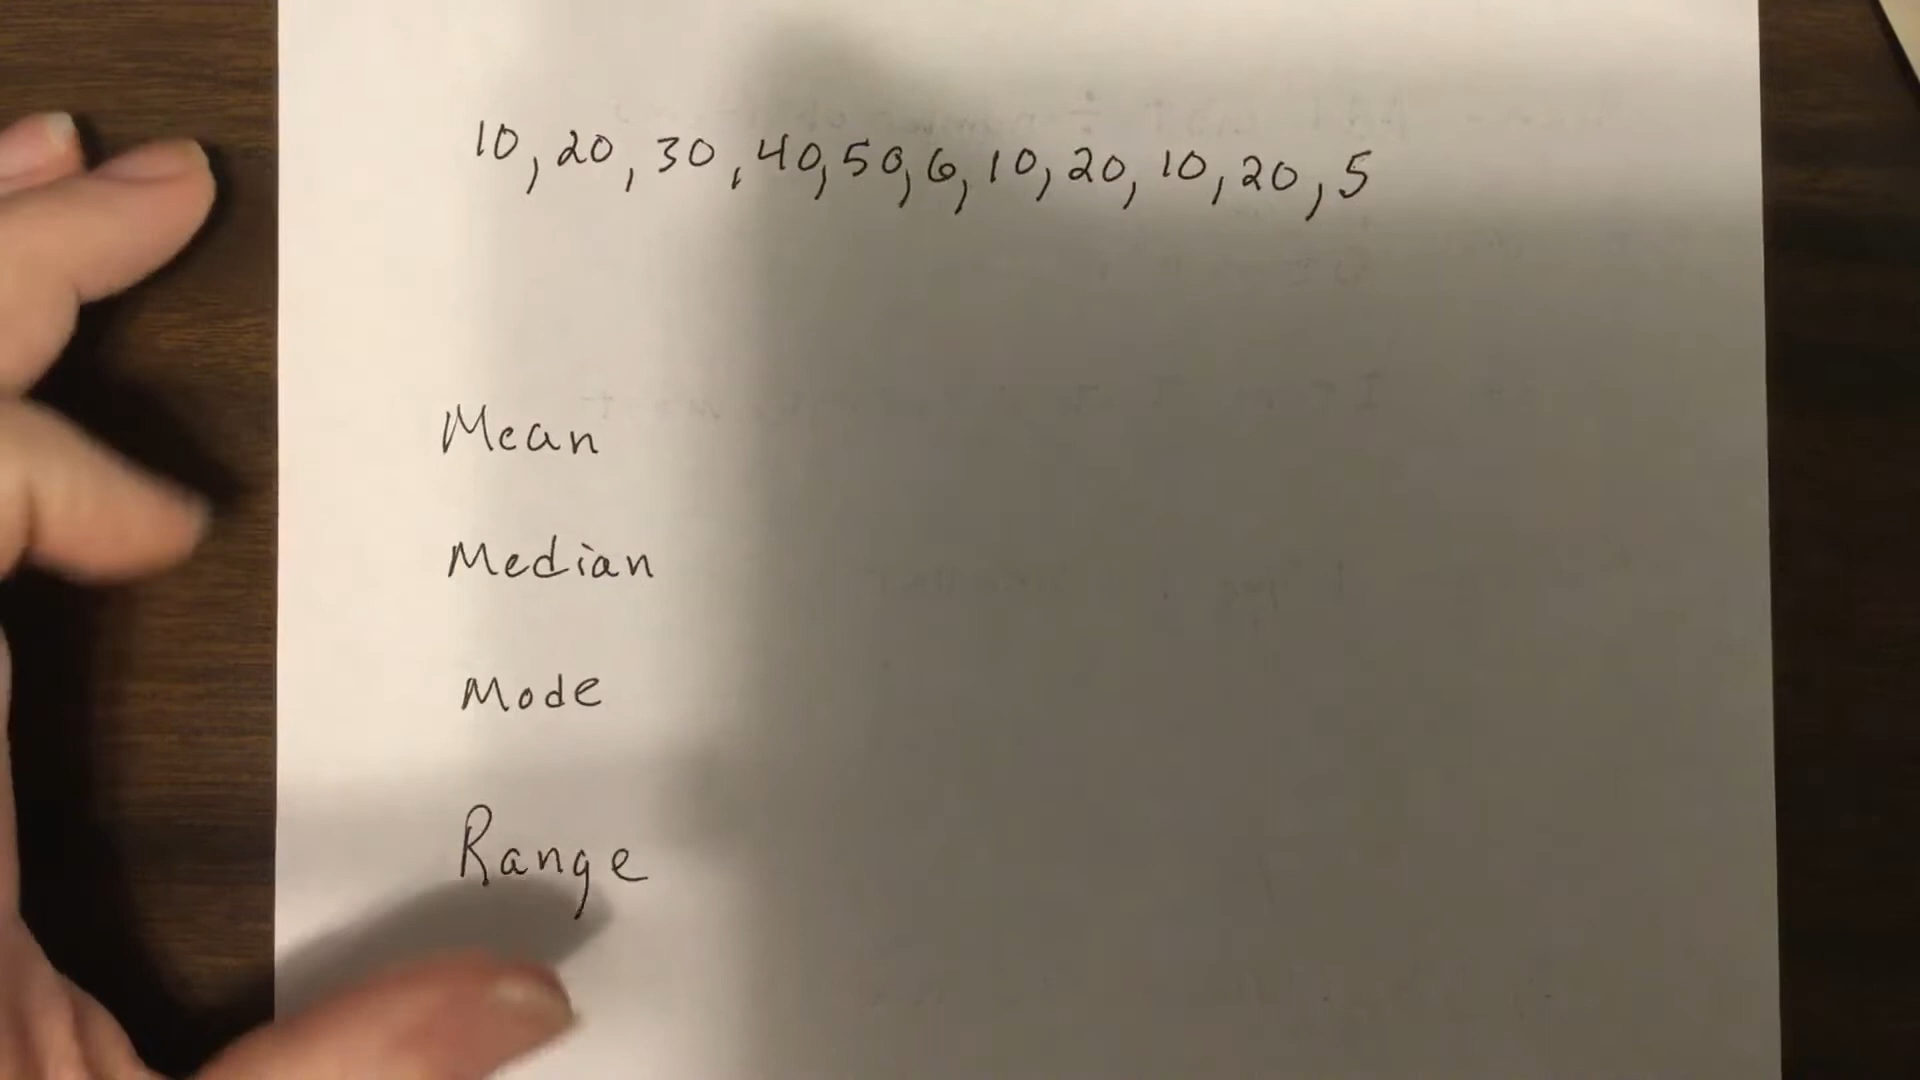 10, 20, 30, 40, 50, 6, 10, 20, 10, 20, 5
Mean
Median
Mode
Range